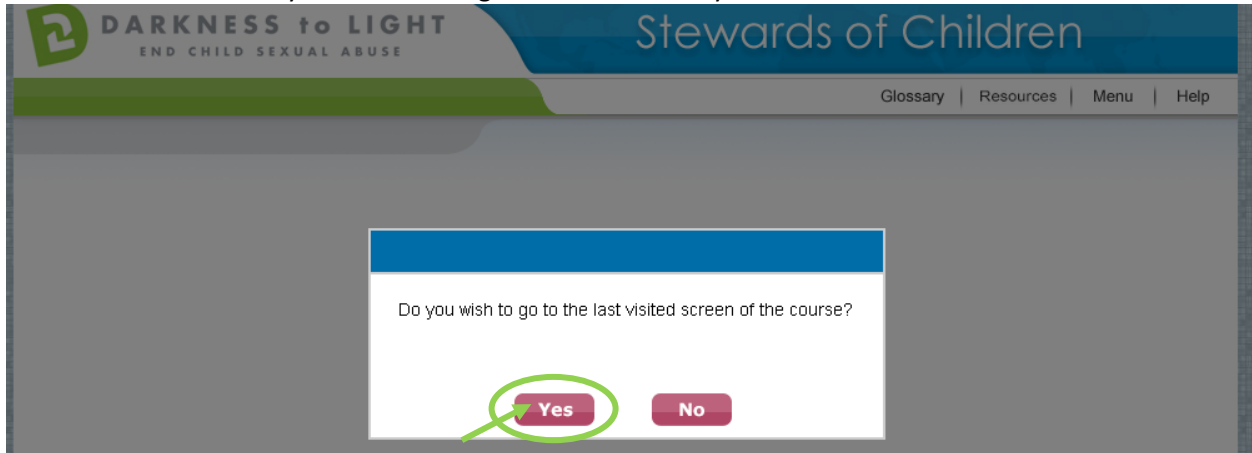 DARKNESS to LIGHT
END CHILD SEXUAL ABUSE
Stewards of Children
Glossary | Resources | Menu | Help
Do you wish to go to the last visited screen of the course?
Yes No